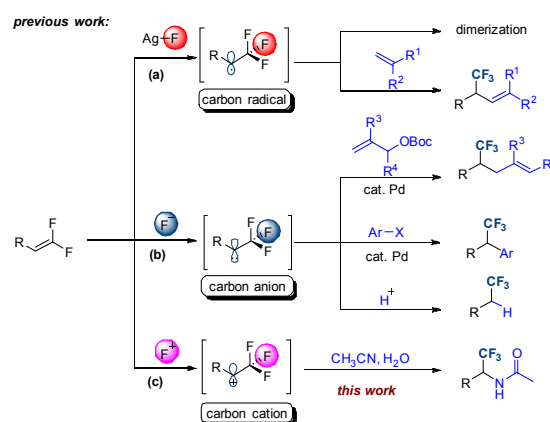 previous work:
Ag-F
(a)
R
F
F
F
carbon radical
dimerization
R1
R2
CF3
R1
R
R2
R3
OBoc
R4
cat. Pd
CF3
R3
R
R
R
F
F
F-
(b)
R
F
F
F
carbon anion
Ar-X
cat. Pd
CF3
R
Ar
H+
CF3
R
H
F+
(c)
R
F
F
F
carbon cation
CH3CN, H2O
this work
CF3
O
R
N
H